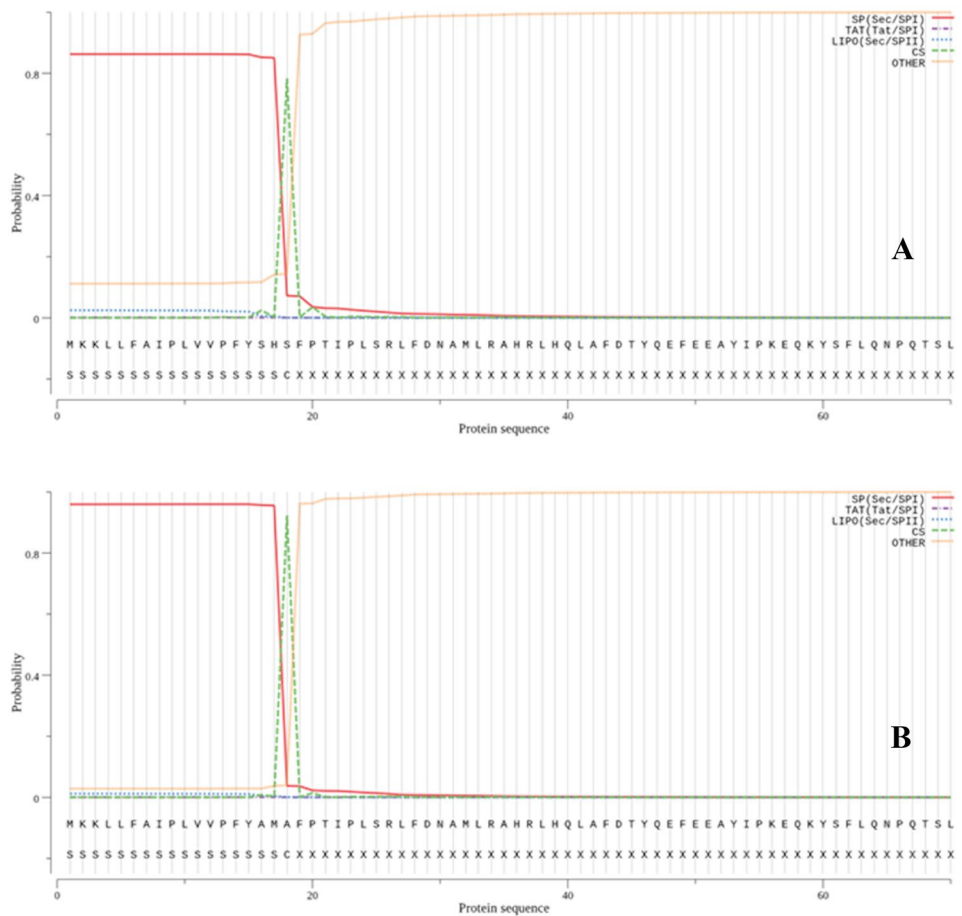 SP(Sec/SPI)
TAT(Tat/SPI)
LIPO(Sec/SPII)
CS
OTHER
0.8
0.4
0
Probability
A
M K K L L F A I P L V V P F Y S H S F P T I P L S R L F D N A M L R A H R L H Q L A F D T Y Q E F E E A Y I P K E Q K Y S F L Q N P Q T S L
S S S S S S S S S S S S S S S S S C X X X X X X X X X X X X X X X X X X X X X X X X X X X X X X X X X X X X X X X X X X X X X X X X X X X X
0 20 40 60
Protein sequence
SP(Sec/SPI)
TAT(Tat/SPI)
LIPO(Sec/SPII)
CS
OTHER
0.8
0.4
0
Probability
B
M K K L L F A I P L V V P F Y A M A F P T I P L S R L F D N A M L R A H R L H Q L A F D T Y Q E F E E A Y I P K E Q K Y S F L Q N P Q T S L
S S S S S S S S S S S S S S S S S C X X X X X X X X X X X X X X X X X X X X X X X X X X X X X X X X X X X X X X X X X X X X X X X X X X X X
0 20 40 60
Protein sequence